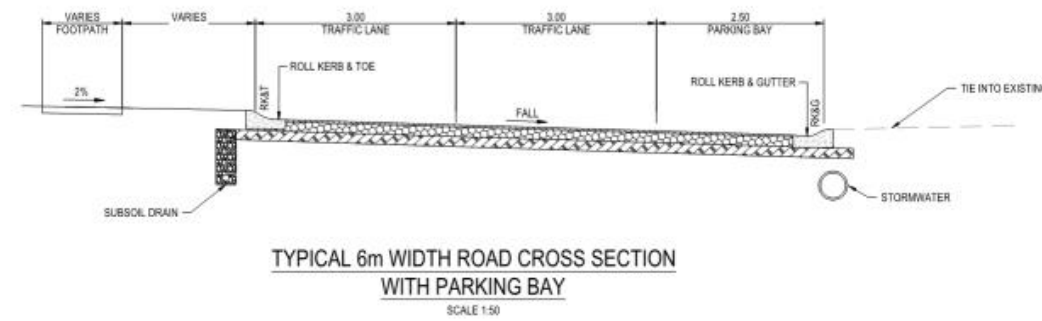 VARIES
FOOTPATH
VARIES
3.00
TRAFFIC LANE
3.00
TRAFFIC LANE
2.50
PARKING BAY
2%
RK&T
ROLL KERB & TOE
FALL
ROLL KERB & GUTTER
RK&G
TIE INTO EXISTIN
SUBSOIL DRAIN
STORMWATER
TYPICAL 6m WIDTH ROAD CROSS SECTION
WITH PARKING BAY
SCALE 1:50